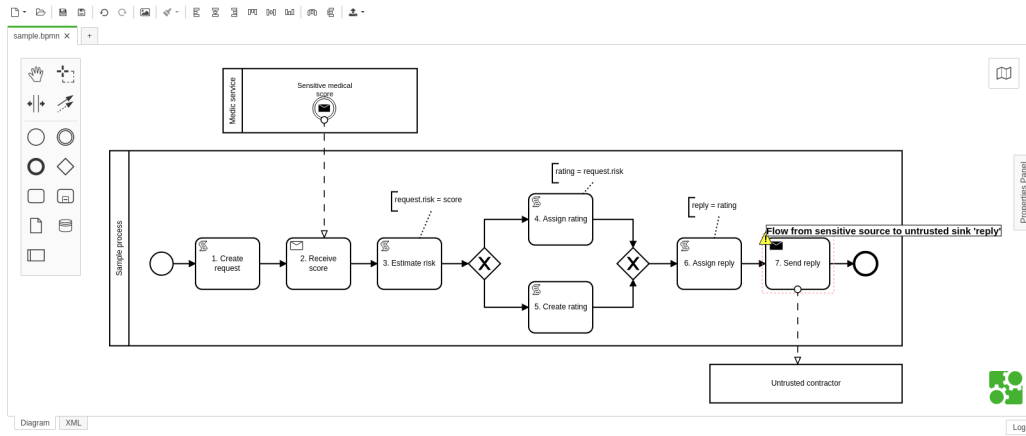 sample.bpmn ✕
+
Sensitive medical
score
Medic service
Properties Panel
rating = request.risk
request.risk = score
reply = rating
4. Assign rating
Flow from sensitive source to untrusted sink 'reply'
Sample process
1. Create
request
2. Receive
score
3. Estimate risk
6. Assign reply
7. Send reply
5. Create rating
Untrusted contractor
Diagram
XML
Log